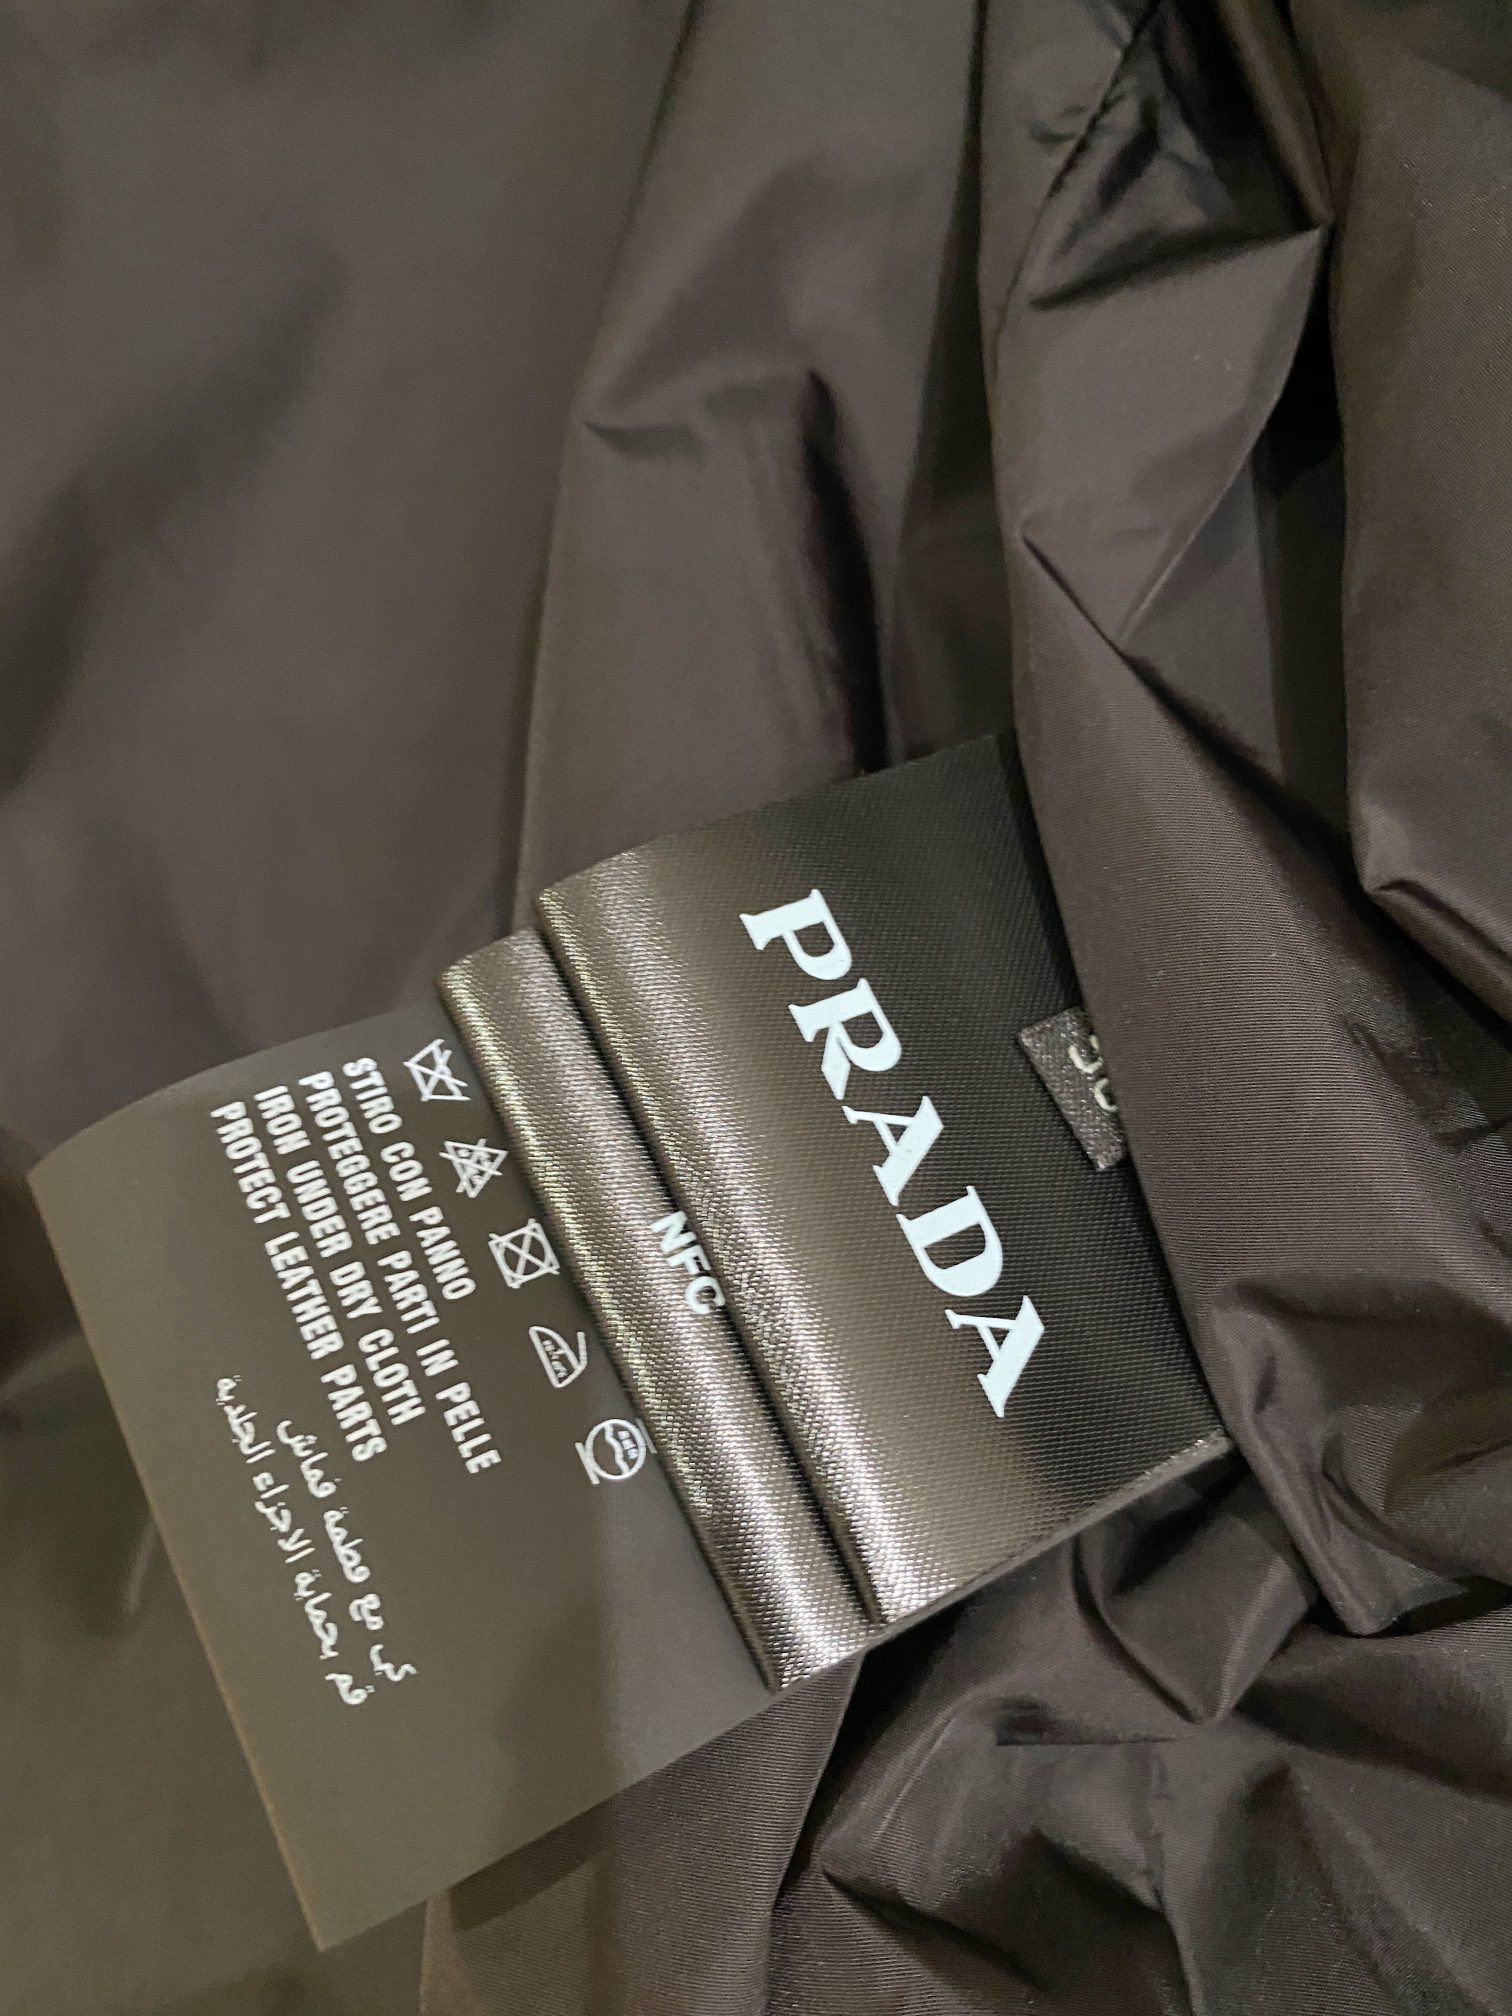 PRADA
NFC
STIRO CON PANNO
PROTEGGERE PARTI IN PELLE
IRON UNDER DRY CLOTH
PROTECT LEATHER PARTS
كي مع قطعة قماش
قم بحماية الاجزاء الجلدية